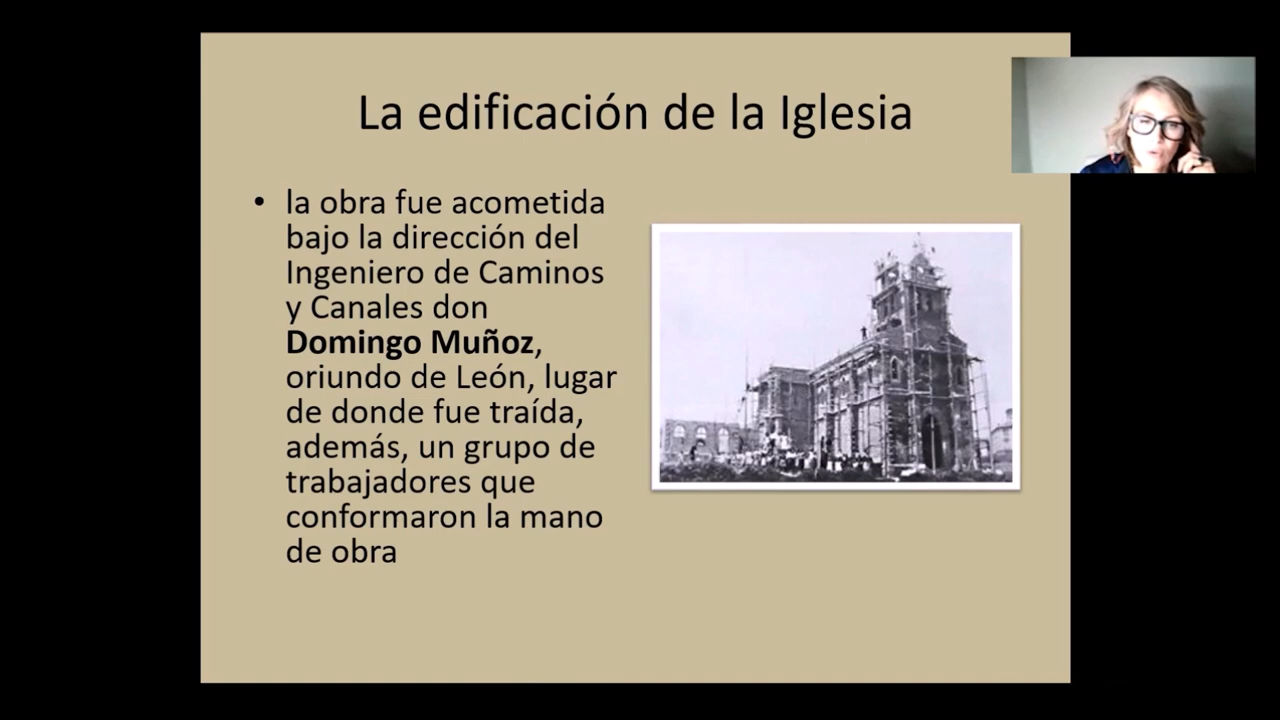 La edificación de la Iglesia
• la obra fue acometida
bajo la dirección del
Ingeniero de Caminos
y Canales don
Domingo Muñoz,
oriundo de León, lugar
de donde fue traída,
además, un grupo de
trabajadores que
conformaron la mano
de obra